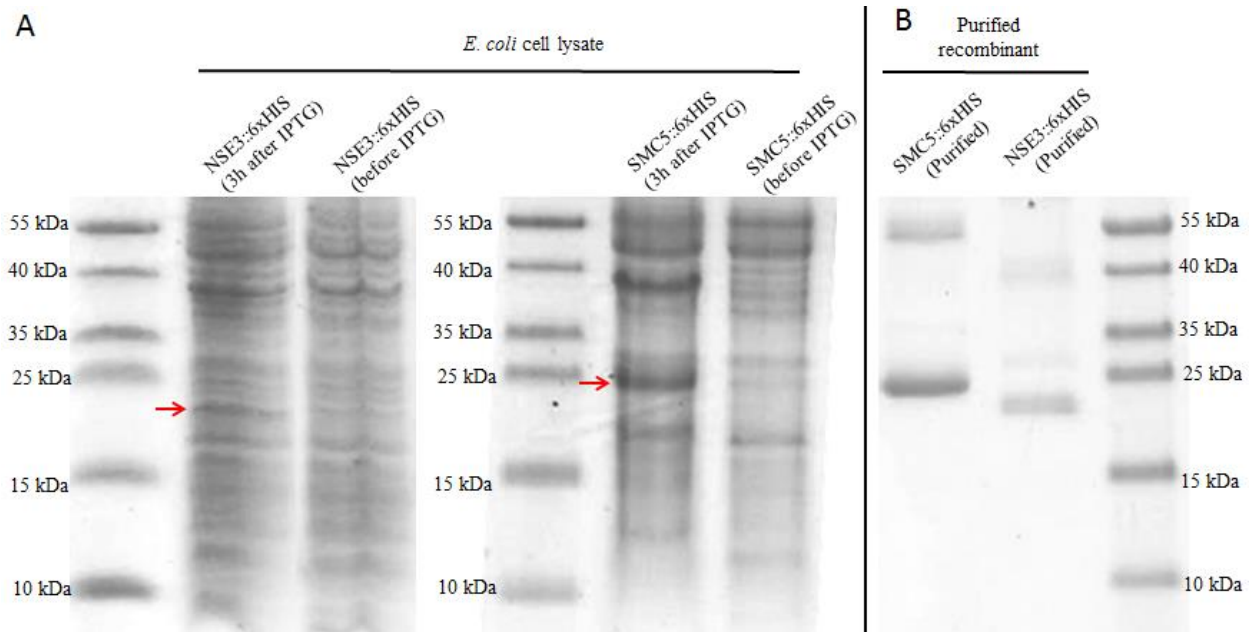 A
E. coli cell lysate
NSE3::6xHIS
(3h after IPTG)
NSE3::6xHIS
(before IPTG)
SMC5::6xHIS
(3h after IPTG)
SMC5::6xHIS
(before IPTG)
55 kDa
40 kDa
35 kDa
25 kDa
15 kDa
10 kDa
55 kDa
40 kDa
35 kDa
25 kDa
15 kDa
10 kDa
B
Purified
recombinant
SMC5::6xHIS
(Purified)
NSE3::6xHIS
(Purified)
55 kDa
40 kDa
35 kDa
25 kDa
15 kDa
10 kDa